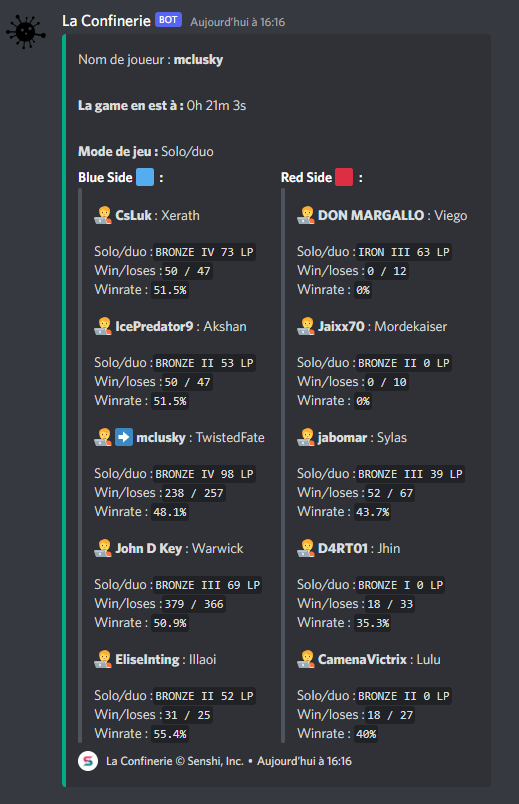 La Confinerie BOT Aujourd'hui à 16:16
Nom de joueur : mclusky
La game en est à : 0h 21m 3s
Mode de jeu : Solo/duo
Blue Side :
CsLuk : Xerath
Solo/duo : BRONZE IV 73 LP
Win/loses : 50 / 47
Winrate : 51.5%
IcePredator9 : Akshan
Solo/duo : BRONZE II 53 LP
Win/loses : 50 / 47
Winrate : 51.5%
mclusky : TwistedFate
Solo/duo : BRONZE IV 98 LP
Win/loses : 238 / 257
Winrate : 48.1%
John D Key : Warwick
Solo/duo : BRONZE III 69 LP
Win/loses : 379 / 366
Winrate : 50.9%
EliseInting : Illaoi
Solo/duo : BRONZE II 52 LP
Win/loses : 31 / 25
Winrate : 55.4%
Red Side :
DON MARGALLO : Viego
Solo/duo : IRON III 63 LP
Win/loses : 0 / 12
Winrate : 0%
Jaixx70 : Mordekaiser
Solo/duo : BRONZE II 0 LP
Win/loses : 0 / 10
Winrate : 0%
jabomar : Sylas
Solo/duo : BRONZE III 39 LP
Win/loses : 52 / 67
Winrate : 43.7%
D4RT01 : Jhin
Solo/duo : BRONZE I 0 LP
Win/loses : 18 / 33
Winrate : 35.3%
CamenaVictrix : Lulu
Solo/duo : BRONZE II 0 LP
Win/loses : 18 / 27
Winrate : 40%
S La Confinerie © Senshi, Inc. • Aujourd'hui à 16:16